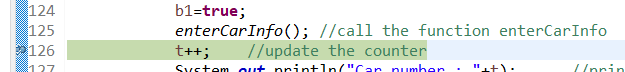 124 b1=true;
125 enterCarInfo(); //call the function enterCarInfo
126 t++; //update the counter
127 System.out.println("Car number : "+t);